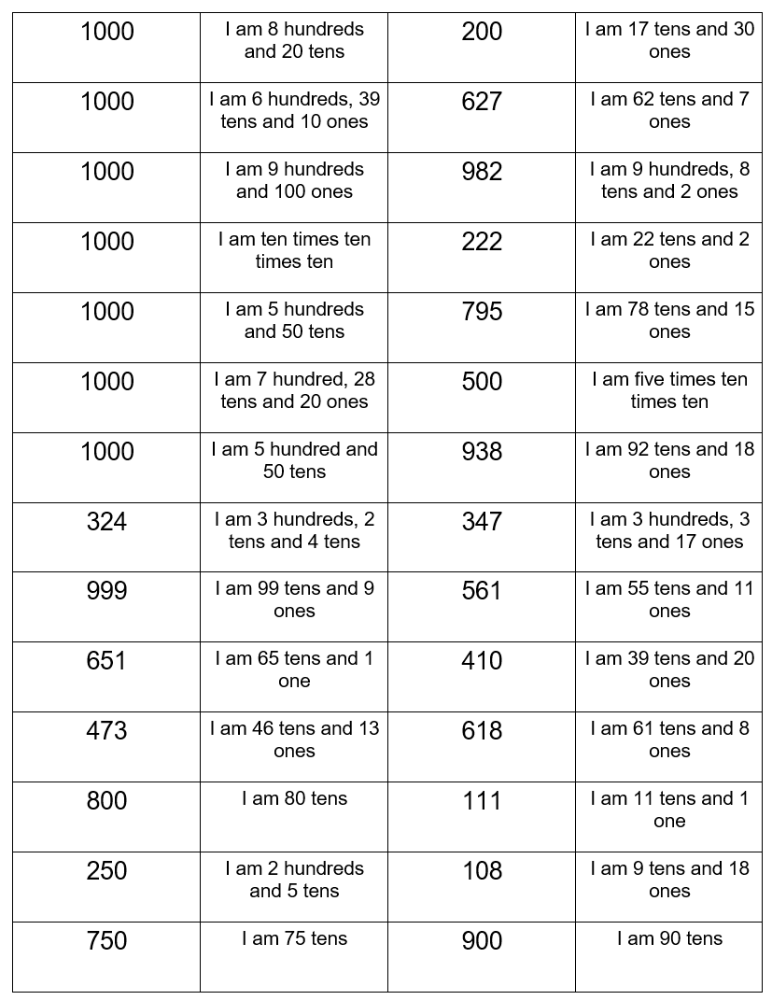 1000
I am 8 hundreds
and 20 tens
200
I am 17 tens and 30
ones
1000
I am 6 hundreds, 39
tens and 10 ones
627
I am 62 tens and 7
ones
1000
I am 9 hundreds
and 100 ones
982
I am 9 hundreds, 8
tens and 2 ones
1000
I am ten times ten
times ten
222
I am 22 tens and 2
ones
1000
I am 5 hundreds
and 50 tens
795
I am 78 tens and 15
ones
1000
I am 7 hundred, 28
tens and 20 ones
500
I am five times ten
times ten
1000
I am 5 hundred and
50 tens
938
I am 92 tens and 18
ones
324
I am 3 hundreds, 2
tens and 4 tens
347
I am 3 hundreds, 3
tens and 17 ones
999
I am 99 tens and 9
ones
561
I am 55 tens and 11
ones
651
I am 65 tens and 1
one
410
I am 39 tens and 20
ones
473
I am 46 tens and 13
ones
618
I am 61 tens and 8
ones
800
I am 80 tens
111
I am 11 tens and 1
one
250
I am 2 hundreds
and 5 tens
108
I am 9 tens and 18
ones
750
I am 75 tens
900
I am 90 tens